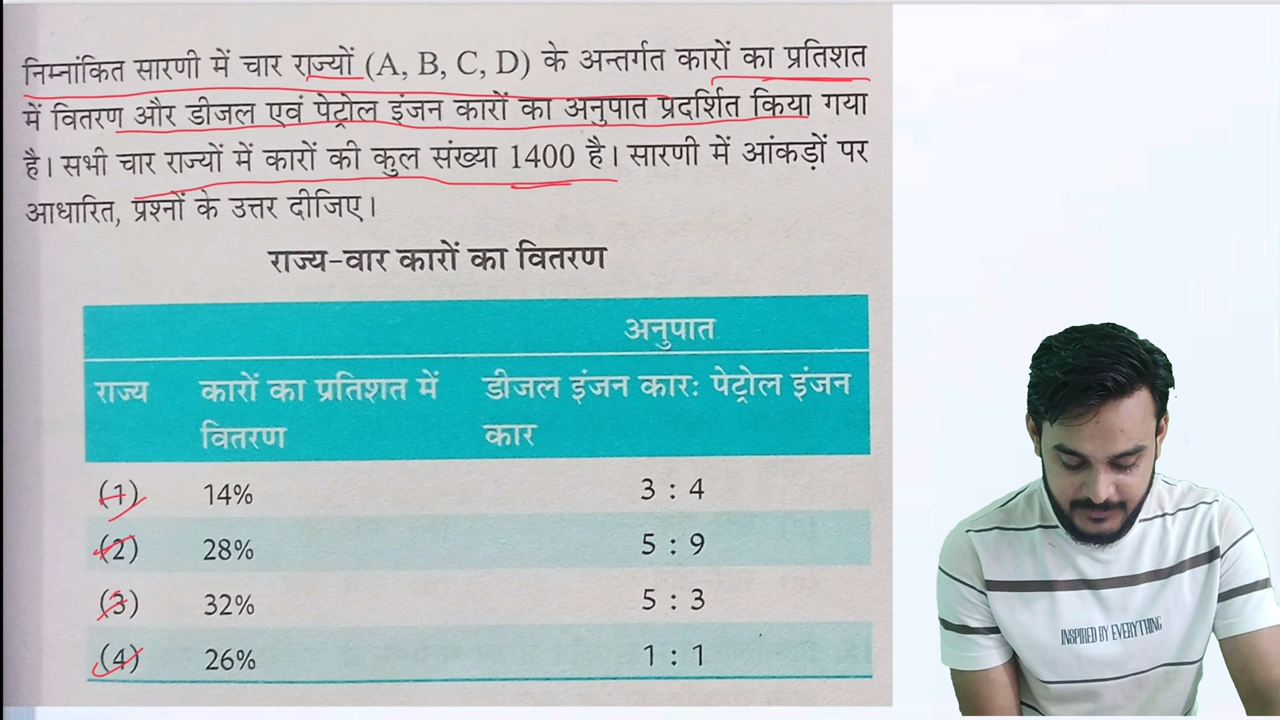 निम्नांकित सारणी में चार राज्यों (A, B, C, D) के अन्तर्गत कारों का प्रतिशत
में वितरण और डीजल एवं पेट्रोल इंजन कारों का अनुपात प्रदर्शित किया गया
है। सभी चार राज्यों में कारों की कुल संख्या 1400 है। सारणी में आंकड़ों पर
आधारित, प्रश्नों के उत्तर दीजिए।
राज्य-वार कारों का वितरण
अनुपात
राज्य कारों का प्रतिशत में डीजल इंजन कारः पेट्रोल इंजन
वितरण कार
(1) 14% 3 : 4
(2) 28% 5 : 9
(3) 32% 5 : 3
(4) 26% 1 : 1
INSPIRED BY EVERYTHING